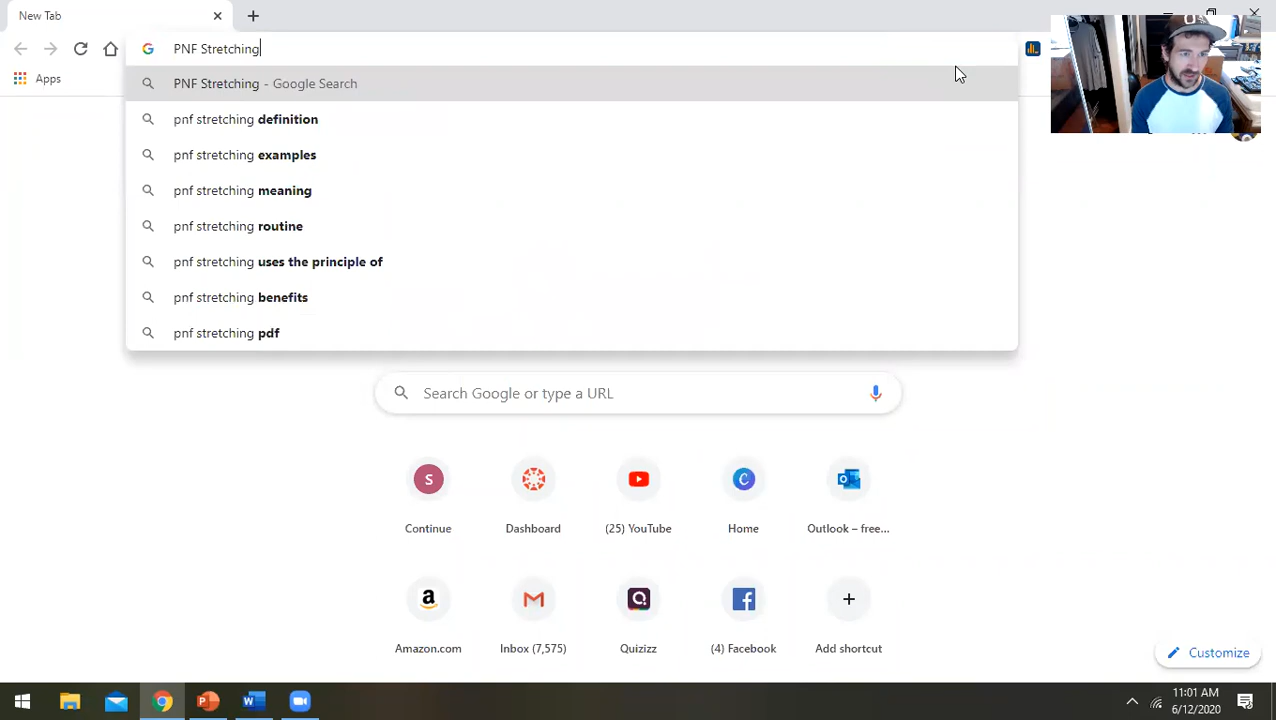 New Tab
PNF Stretching
Apps
PNF Stretching - Google Search
pnf stretching definition
pnf stretching examples
pnf stretching meaning
pnf stretching routine
pnf stretching uses the principle of
pnf stretching benefits
pnf stretching pdf
Search Google or type a URL
S
Continue
Dashboard
(25) YouTube
Home
Outlook – free...
Amazon.com
Inbox (7,575)
Quizizz
(4) Facebook
Add shortcut
Customize
11:01 AM
6/12/2020